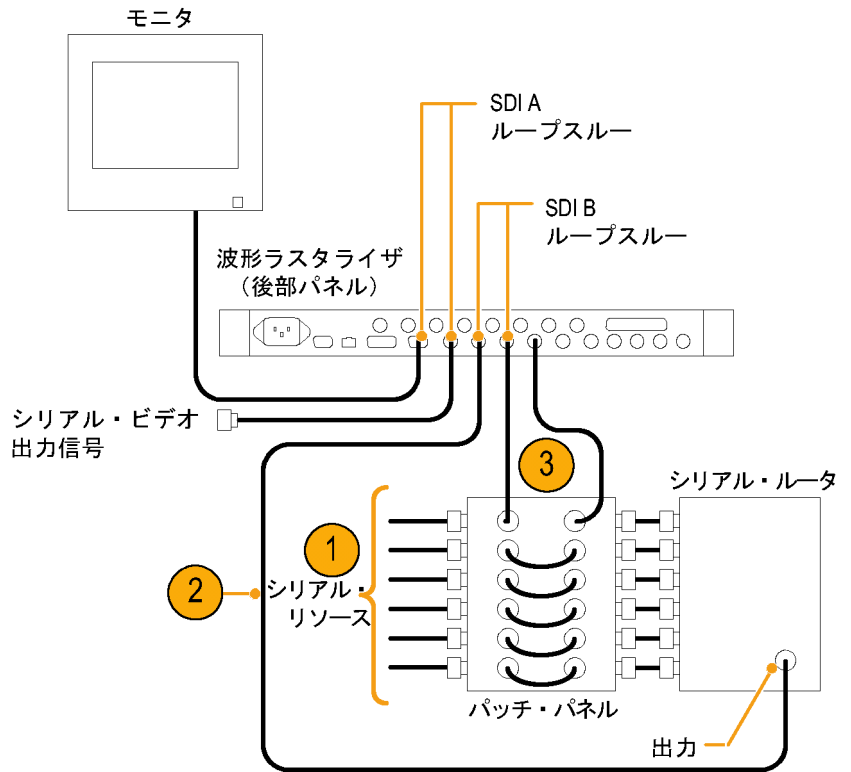 モニタ
SDI A
ループスルー
SDI B
ループスルー
波形ラスタライザ
（後部パネル）
シリアル・ビデオ
出力信号
3
シリアル・ルータ
1
2
シリアル・
リソース
パッチ・パネル
出力